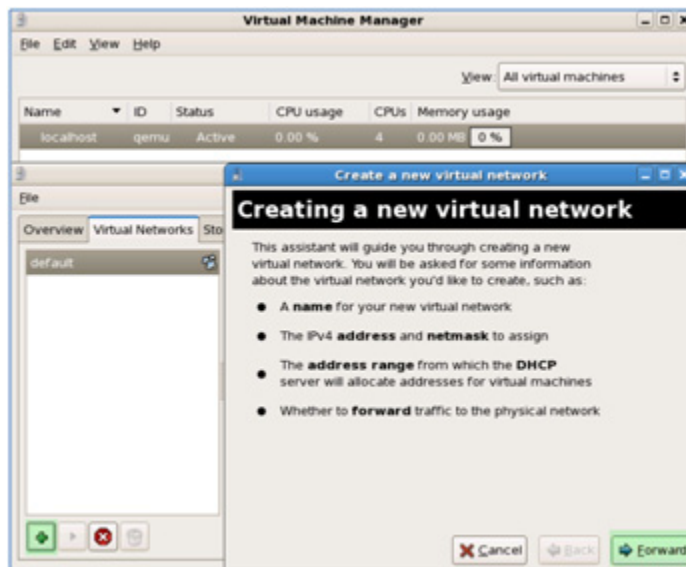 Virtual Machine Manager
File Edit View Help
View: All virtual machines
Name ID Status CPU usage CPUs Memory usage
localhost qemu Active 0.00 % 4 0.00 MB 0 %
File
Overview Virtual Networks Sto
default
Create a new virtual network
Creating a new virtual network
This assistant will guide you through creating a new
virtual network. You will be asked for some information
about the virtual network you'd like to create, such as:
● A name for your new virtual network
● The IPv4 address and netmask to assign
● The address range from which the DHCP
server will allocate addresses for virtual machines
● Whether to forward traffic to the physical network
Cancel Back Forward